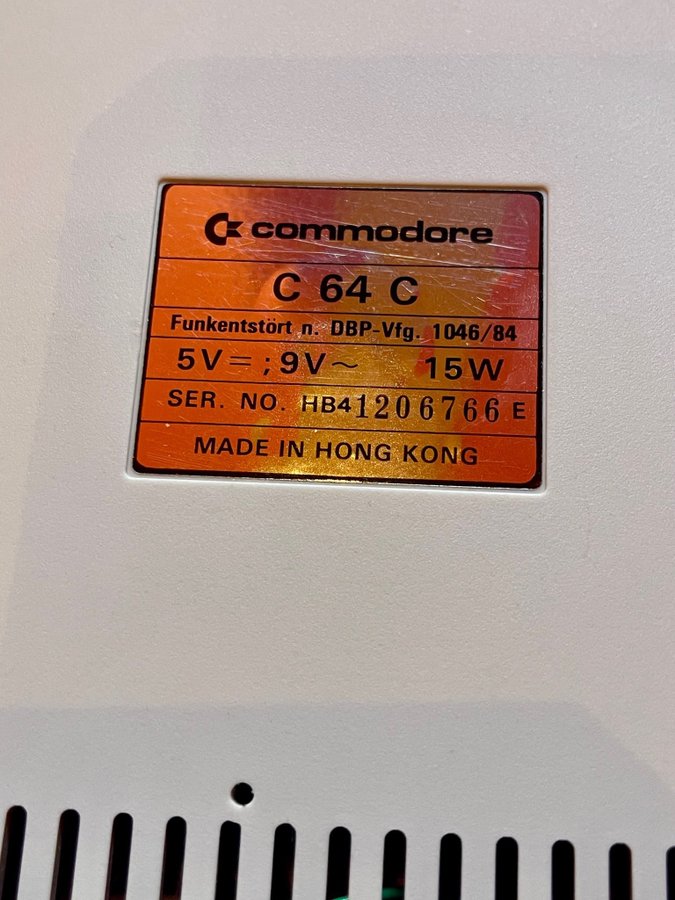 commodore
C 64 C
Funkentstört n. DBP-Vfg. 1046/84
5V= ; 9V~ 15W
SER. NO. HB41206766 E
MADE IN HONG KONG